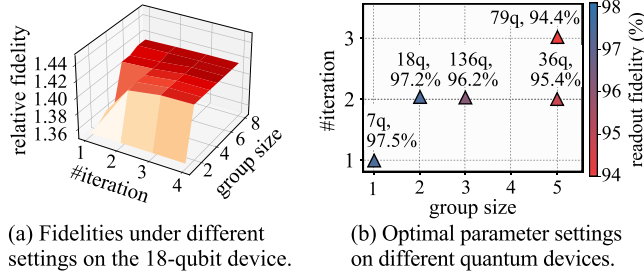 relative fidelity
1.44
1.42
1.40
1.38
1.36
1
2
3
4
#iteration
2
4
6
8
group size
(a) Fidelities under different
settings on the 18-qubit device.
79q, 94.4%
18q,
97.2%
136q,
96.2%
36q,
95.4%
7q,
97.5%
3
2
1
#iteration
1
2
3
4
5
group size
98
97
96
95
94
readout fidelity (%)
(b) Optimal parameter settings
on different quantum devices.